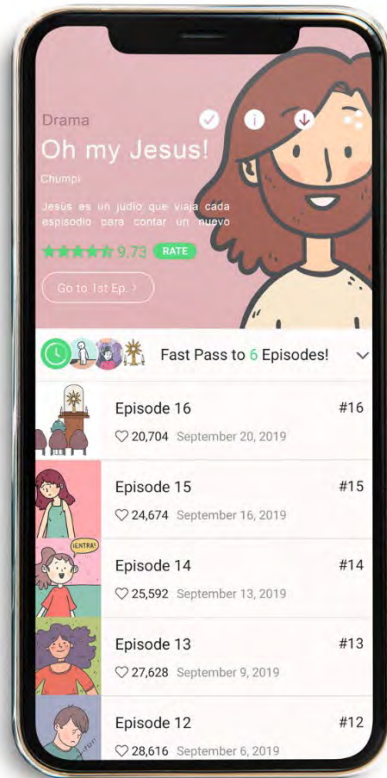 Drama
Oh my Jesus!
Chumpi
Jesús es un judío que viaja cada
espisodio para contar un nuevo
9.73 RATE
Go to 1st Ep. >
Fast Pass to 6 Episodes!
Episode 16 #16
20,704 September 20, 2019
Episode 15 #15
24,674 September 16, 2019
¡ENTRA!
Episode 14 #14
25,592 September 13, 2019
Episode 13 #13
27,628 September 9, 2019
Episode 12 #12
28,616 September 6, 2019